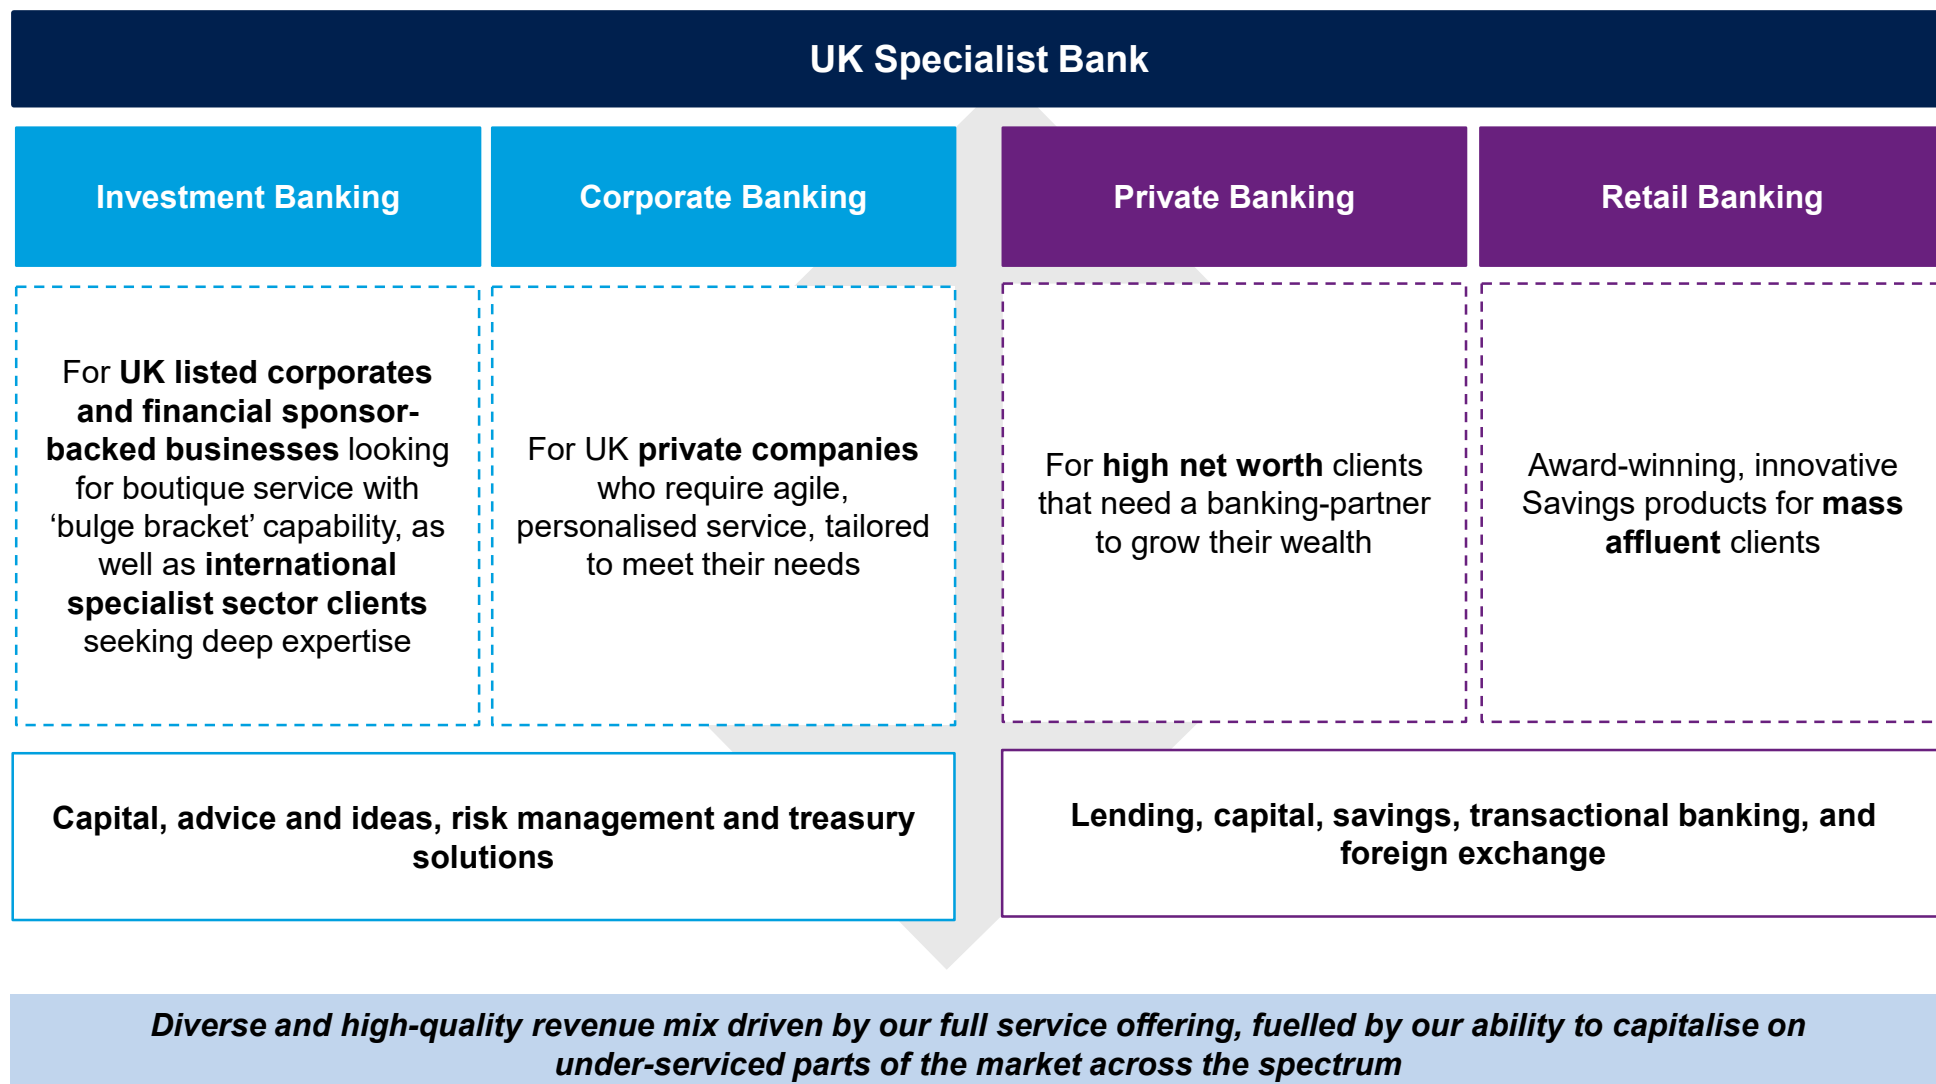 UK Specialist Bank
Investment Banking
Corporate Banking
Private Banking
Retail Banking
For UK listed corporates
and financial sponsor-
backed businesses looking
for boutique service with
‘bulge bracket’ capability, as
well as international
specialist sector clients
seeking deep expertise
For UK private companies
who require agile,
personalised service, tailored
to meet their needs
For high net worth clients
that need a banking-partner
to grow their wealth
Award-winning, innovative
Savings products for mass
affluent clients
Capital, advice and ideas, risk management and treasury
solutions
Lending, capital, savings, transactional banking, and
foreign exchange
Diverse and high-quality revenue mix driven by our full service offering, fuelled by our ability to capitalise on
under-serviced parts of the market across the spectrum